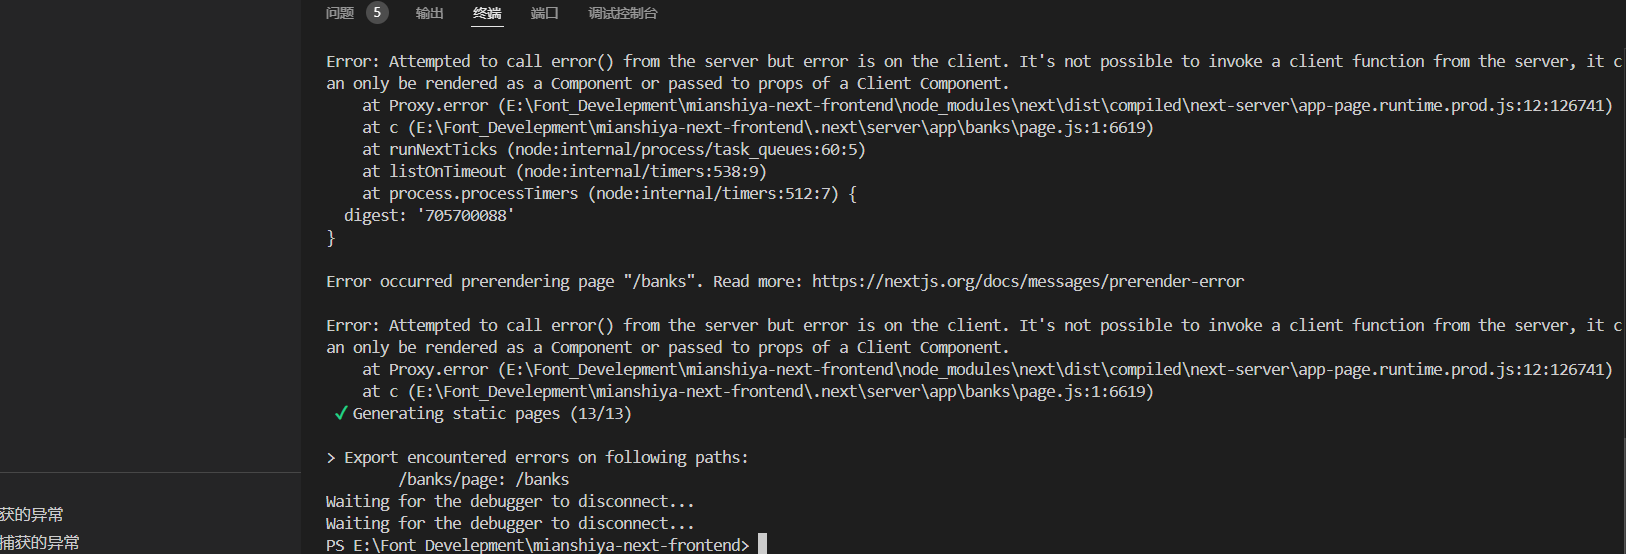 问题 5 输出 终端 端口 调试控制台
Error: Attempted to call error() from the server but error is on the client. It's not possible to invoke a client function from the server, it c
an only be rendered as a Component or passed to props of a Client Component.
    at Proxy.error (E:\Font_Develepment\mianshiya-next-frontend\node_modules\next\dist\compiled\next-server\app-page.runtime.prod.js:12:126741)
    at c (E:\Font_Develepment\mianshiya-next-frontend\.next\server\app\banks\page.js:1:6619)
    at runNextTicks (node:internal/process/task_queues:60:5)
    at listOnTimeout (node:internal/timers:538:9)
    at process.processTimers (node:internal/timers:512:7) {
  digest: '705700088'
}
Error occurred prerendering page "/banks". Read more: https://nextjs.org/docs/messages/prerender-error
Error: Attempted to call error() from the server but error is on the client. It's not possible to invoke a client function from the server, it c
an only be rendered as a Component or passed to props of a Client Component.
    at Proxy.error (E:\Font_Develepment\mianshiya-next-frontend\node_modules\next\dist\compiled\next-server\app-page.runtime.prod.js:12:126741)
    at c (E:\Font_Develepment\mianshiya-next-frontend\.next\server\app\banks\page.js:1:6619)
 ✓ Generating static pages (13/13)
> Export encountered errors on following paths:
        /banks/page: /banks
Waiting for the debugger to disconnect...
Waiting for the debugger to disconnect...
PS E:\Font_Develepment\mianshiya-next-frontend>
获的异常
捕获的异常